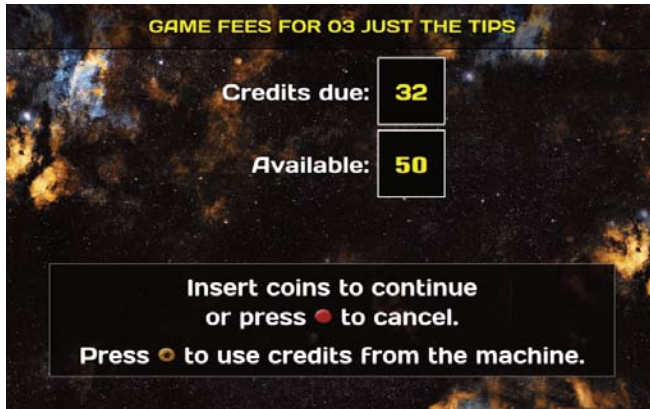 GAME FEES FOR 03 JUST THE TIPS
Credits due: 32
Available: 50
Insert coins to continue
or press to cancel.
Press to use credits from the machine.